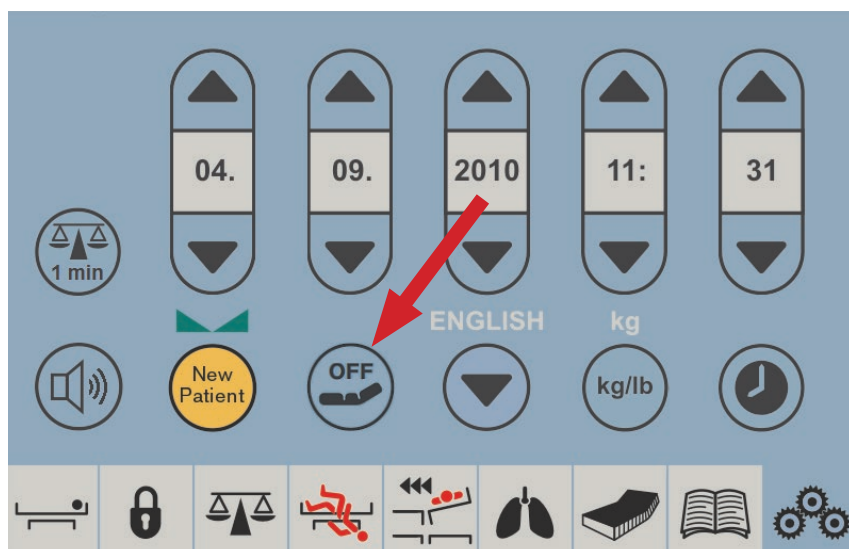 04.
09.
2010
11:
31
1 min
ENGLISH
kg
New
Patient
OFF
kg/lb